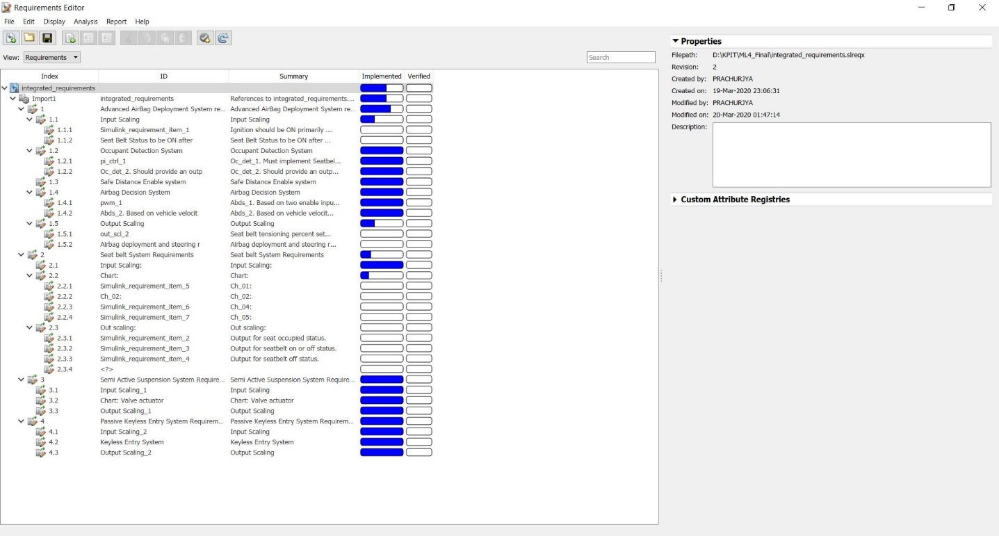 Requirements Editor
File Edit Display Analysis Report Help
View: Requirements
Search
Index ID Summary Implemented Verified
integrated_requirements
Import1 integrated_requirements References to integrated_requirements....
1 Advanced AirBag Deployment System re... Advanced AirBag Deployment System re...
1.1 Input Scaling Input Scaling
1.1.1 Simulink_requirement_item_1 Ignition should be ON primarily ...
1.1.2 Seat Belt Status to be ON after Seat Belt Status to be ON after ...
1.2 Occupant Detection System Occupant Detection System
1.2.1 pi_ctrl_1 Oc_det_1. Must implement Seatbel...
1.2.2 Oc_det_2. Should provide an outp Oc_det_2. Should provide an outp...
1.3 Safe Distance Enable system Safe Distance Enable system
1.4 Airbag Decision System Airbag Decision System
1.4.1 pwm_1 Abds_1. Based on two enable inpu...
1.4.2 Abds_2. Based on vehicle velocit Abds_2. Based on vehicle velocit...
1.5 Output Scaling Output Scaling
1.5.1 out_scl_2 Seat belt tensioning percent set...
1.5.2 Airbag deployment and steering r Airbag deployment and steering r...
2 Seat belt System Requirements Seat belt System Requirements
2.1 Input Scaling: Input Scaling:
2.2 Chart: Chart:
2.2.1 Simulink_requirement_item_5 Ch_01:
2.2.2 Ch_02: Ch_02:
2.2.3 Simulink_requirement_item_6 Ch_04:
2.2.4 Simulink_requirement_item_7 Ch_05:
2.3 Out scaling: Out scaling:
2.3.1 Simulink_requirement_item_2 Output for seat occupied status.
2.3.2 Simulink_requirement_item_3 Output for seatbelt on or off status.
2.3.3 Simulink_requirement_item_4 Output for seatbelt off status.
2.3.4 <?>
3 Semi Active Suspension System Require... Semi Active Suspension System Require...
3.1 Input Scaling_1 Input Scaling
3.2 Chart: Valve actuator Chart: Valve actuator
3.3 Output Scaling_1 Output Scaling
4 Passive Keyless Entry System Requirem... Passive Keyless Entry System Requirem...
4.1 Input Scaling_2 Input Scaling
4.2 Keyless Entry System Keyless Entry System
4.3 Output Scaling_2 Output Scaling
Properties
Filepath: D:\KPIT\ML4_Final\integrated_requirements.slreqx
Revision: 2
Created by: PRACHURJYA
Created on: 19-Mar-2020 23:06:31
Modified by: PRACHURJYA
Modified on: 20-Mar-2020 01:47:14
Description:
Custom Attribute Registries